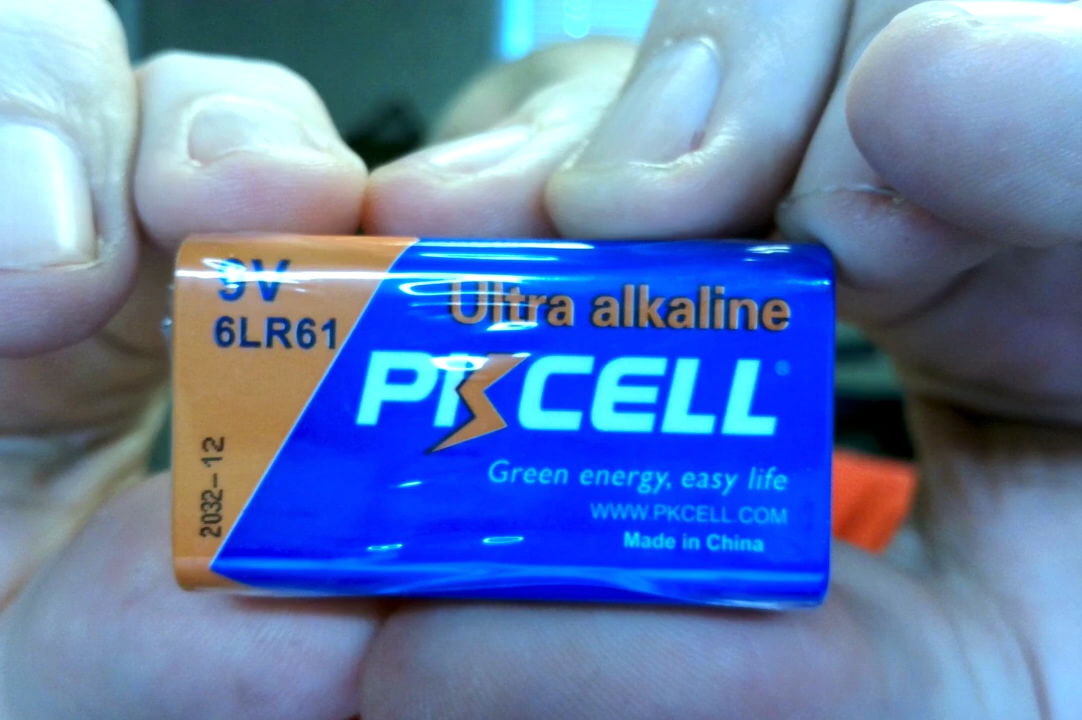 9V
6LR61
2032-12
Ultra alkaline
PKCELL®
Green energy, easy life
WWW.PKCELL.COM
Made in China